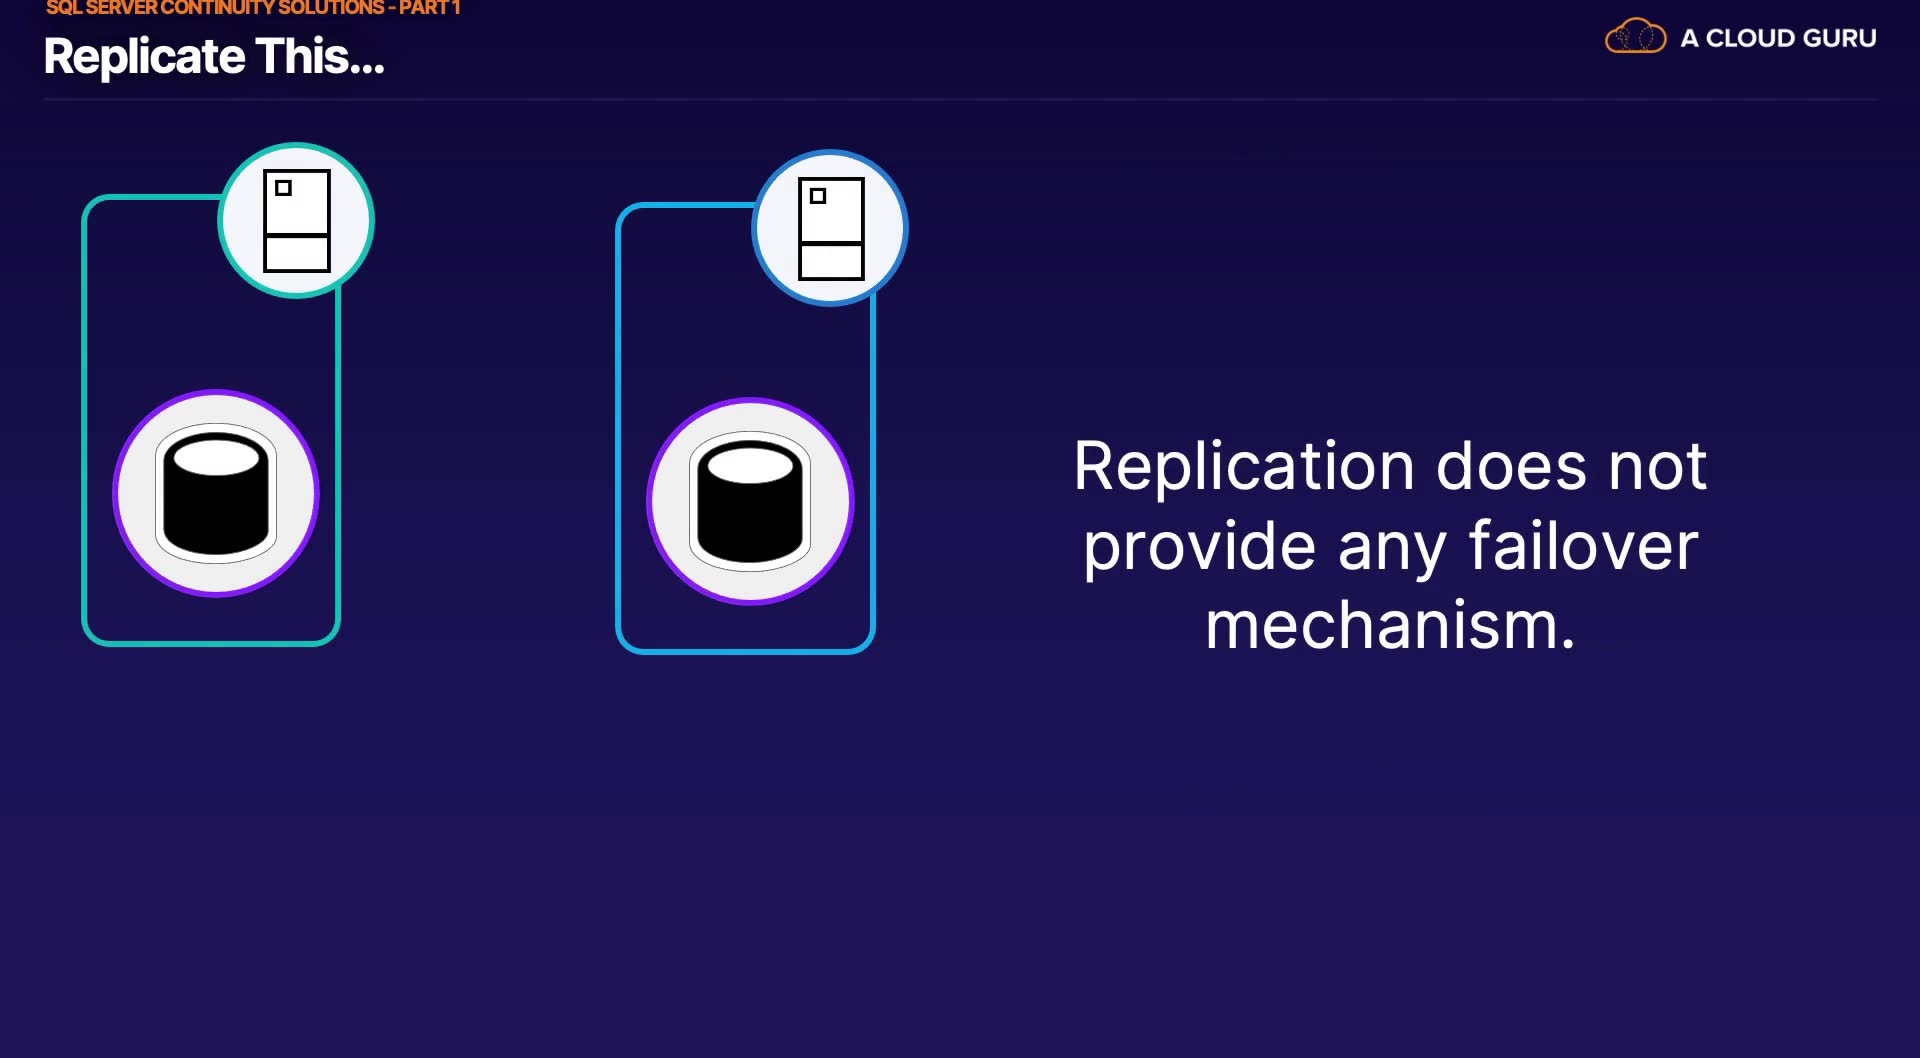 SQL SERVER CONTINUITY SOLUTIONS - PART 1
Replicate This...
A CLOUD GURU
Replication does not
provide any failover
mechanism.